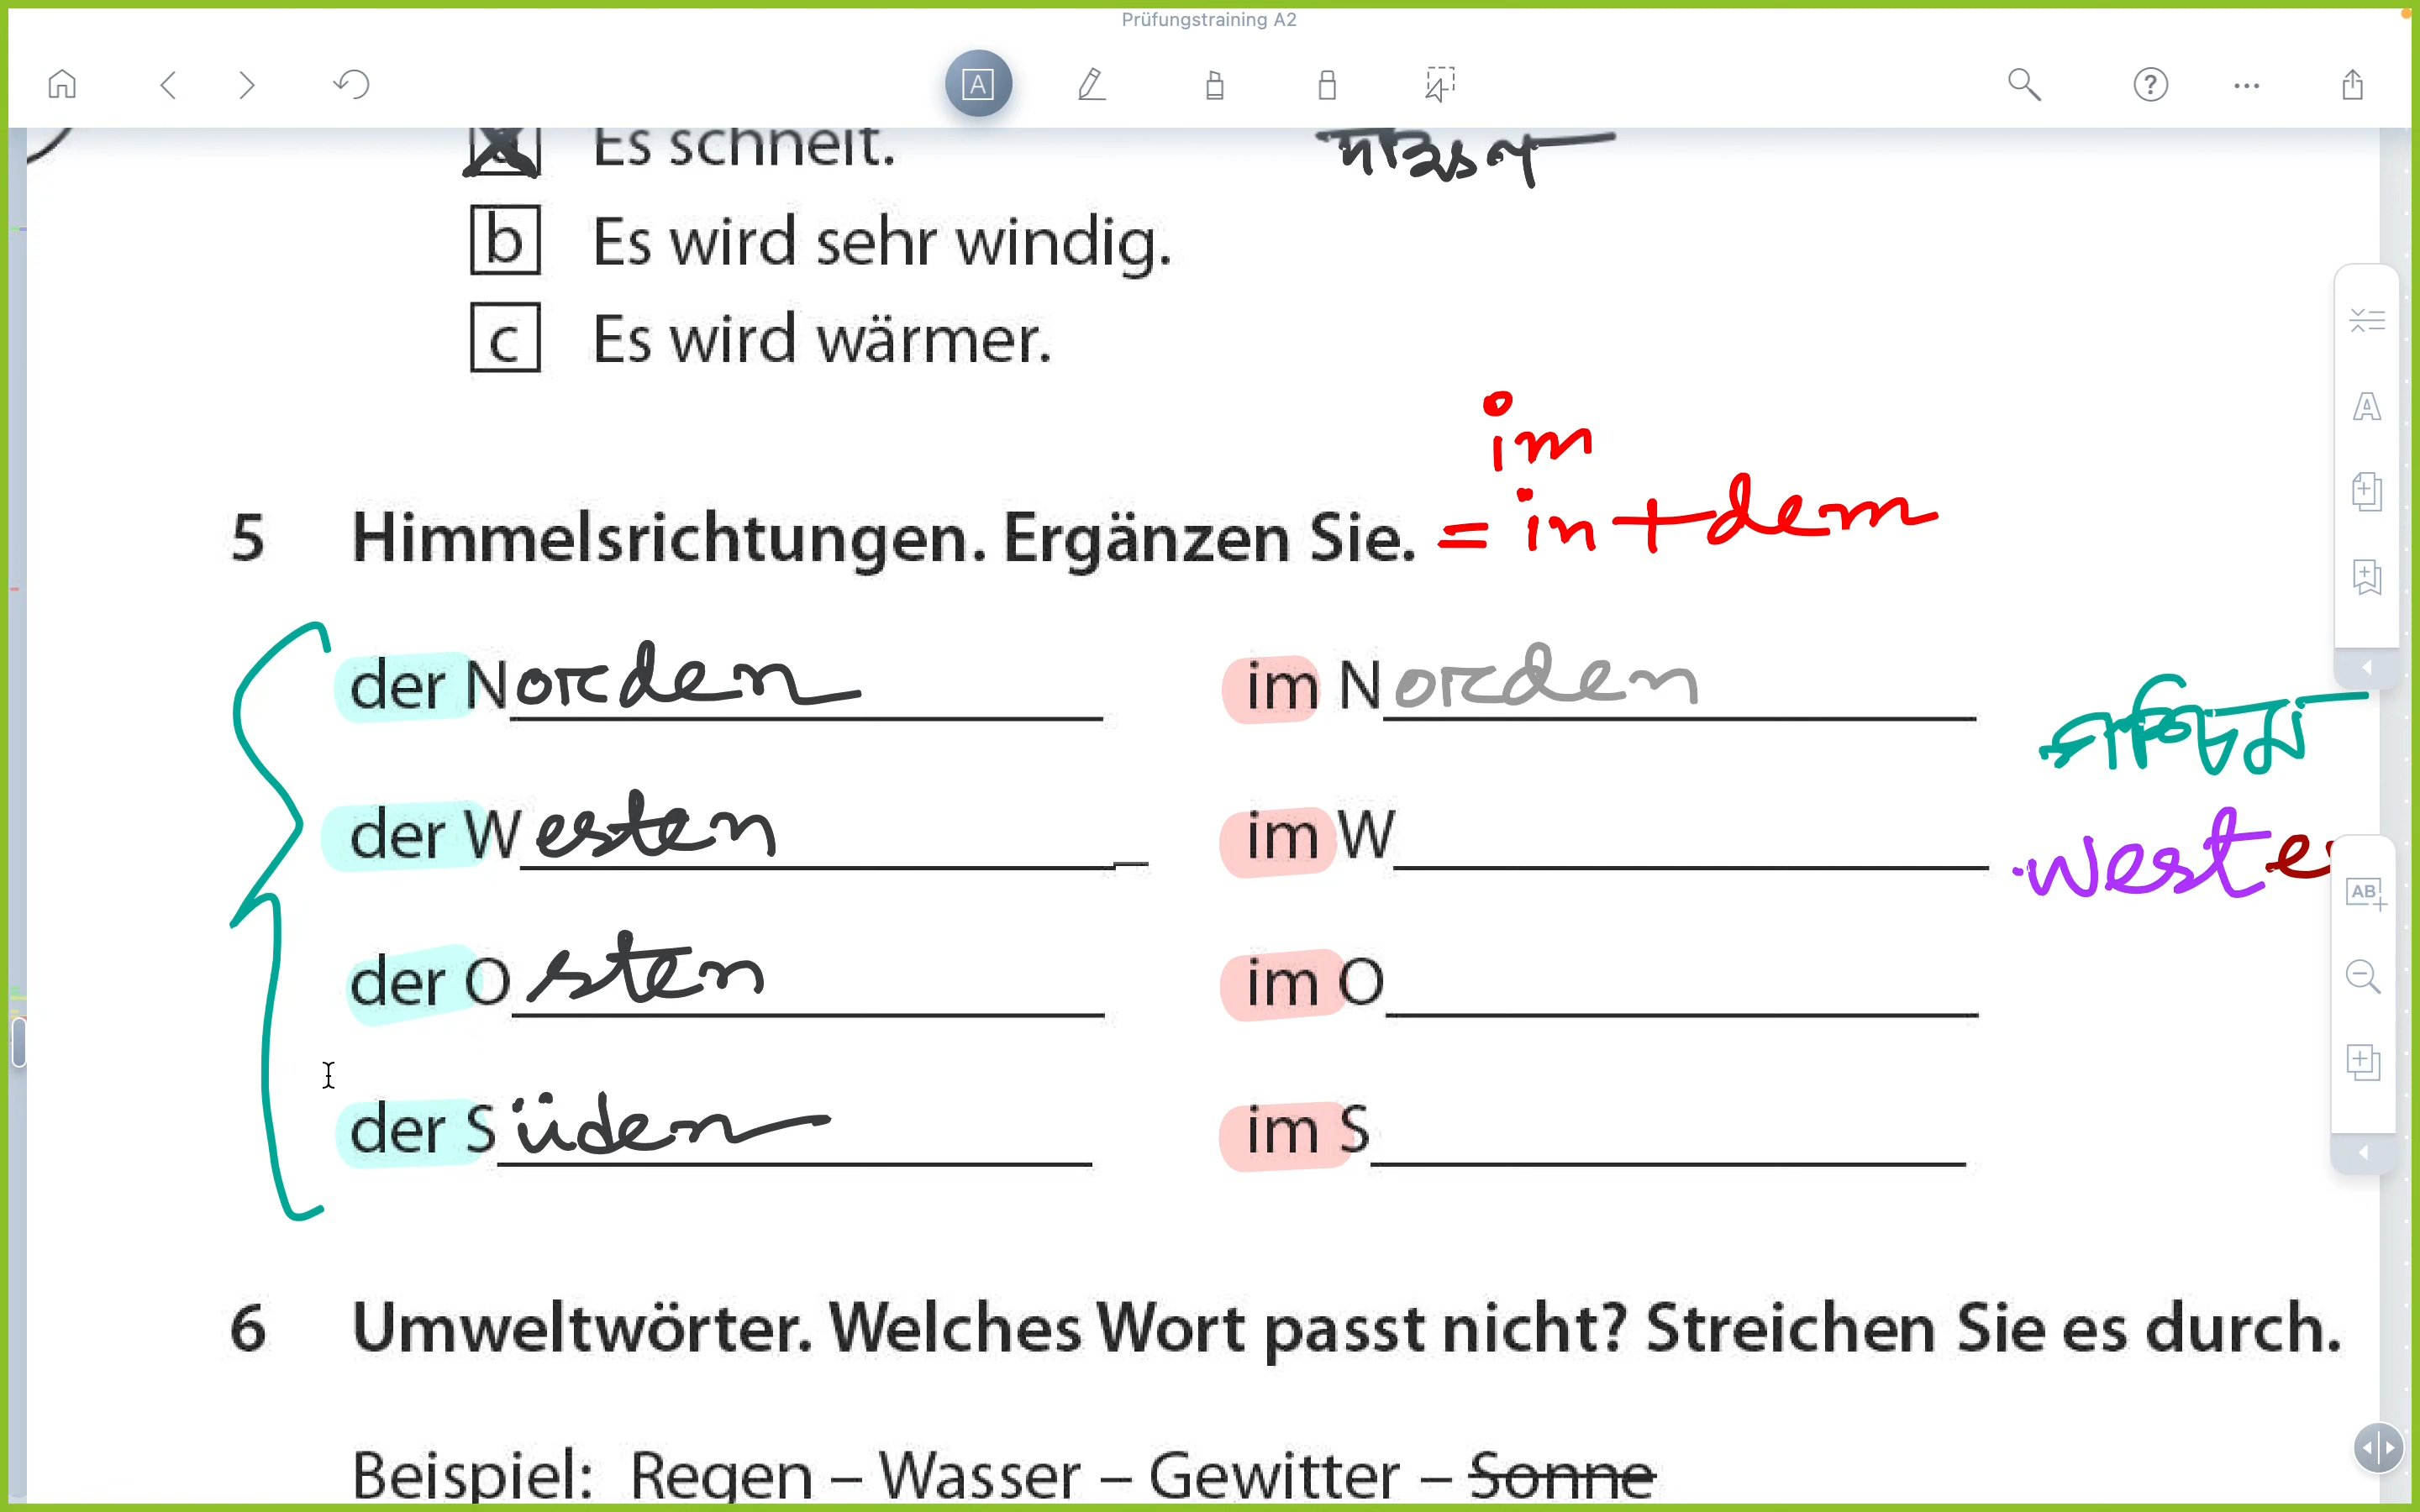 Prüfungstraining A2
A
a Es schneit.
b Es wird sehr windig.
c Es wird wärmer.
im
5 Himmelsrichtungen. Ergänzen Sie. = in + dem
der Norden im Norden
der Westen im W
west
der Osten im O
der Süden im S
6 Umweltwörter. Welches Wort passt nicht? Streichen Sie es durch.
Beispiel: Regen – Wasser – Gewitter – Sonne